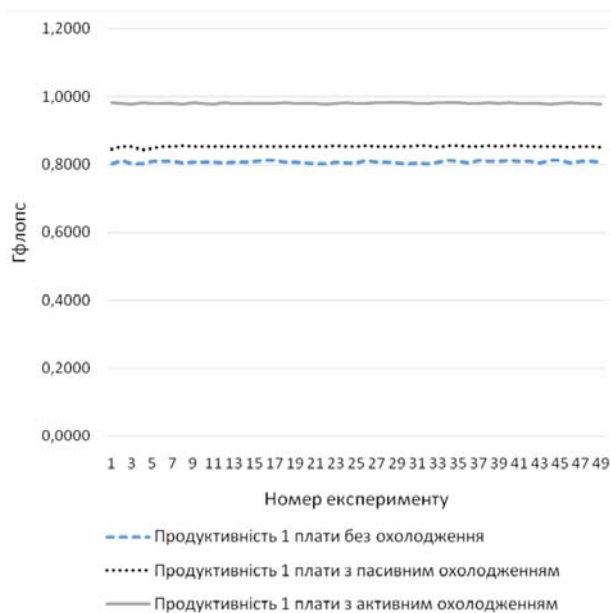 1,2000
1,0000
0,8000
0,6000
0,4000
0,2000
0,0000
Гфлопс
1 3 5 7 9 11 13 15 17 19 21 23 25 27 29 31 33 35 37 39 41 43 45 47 49
Номер експерименту
Продуктивність 1 плати без охолодження
Продуктивність 1 плати з пасивним охолодженням
Продуктивність 1 плати з активним охолодженням